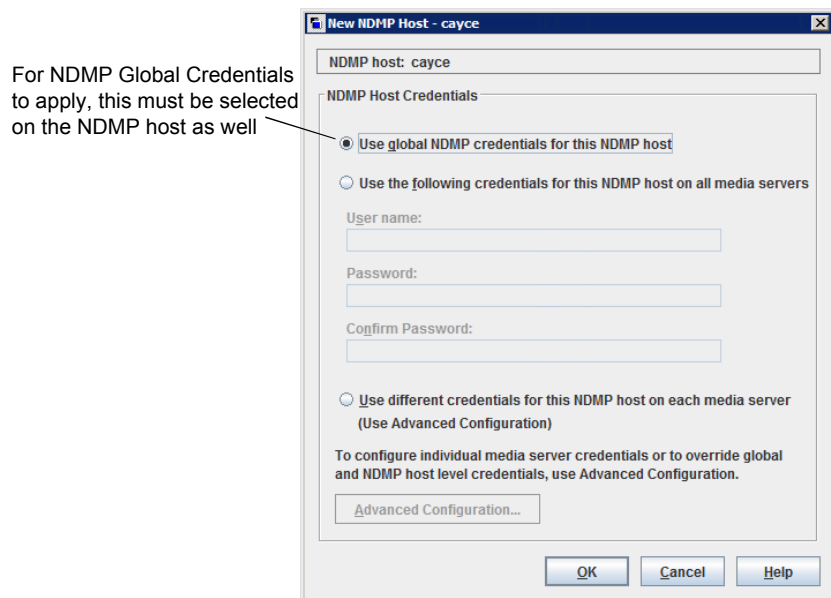 New NDMP Host - cayce
NDMP host: cayce
For NDMP Global Credentials
to apply, this must be selected
on the NDMP host as well
NDMP Host Credentials
Use global NDMP credentials for this NDMP host
Use the following credentials for this NDMP host on all media servers
User name:
Password:
Confirm Password:
Use different credentials for this NDMP host on each media server
(Use Advanced Configuration)
To configure individual media server credentials or to override global
and NDMP host level credentials, use Advanced Configuration.
Advanced Configuration...
OK Cancel Help